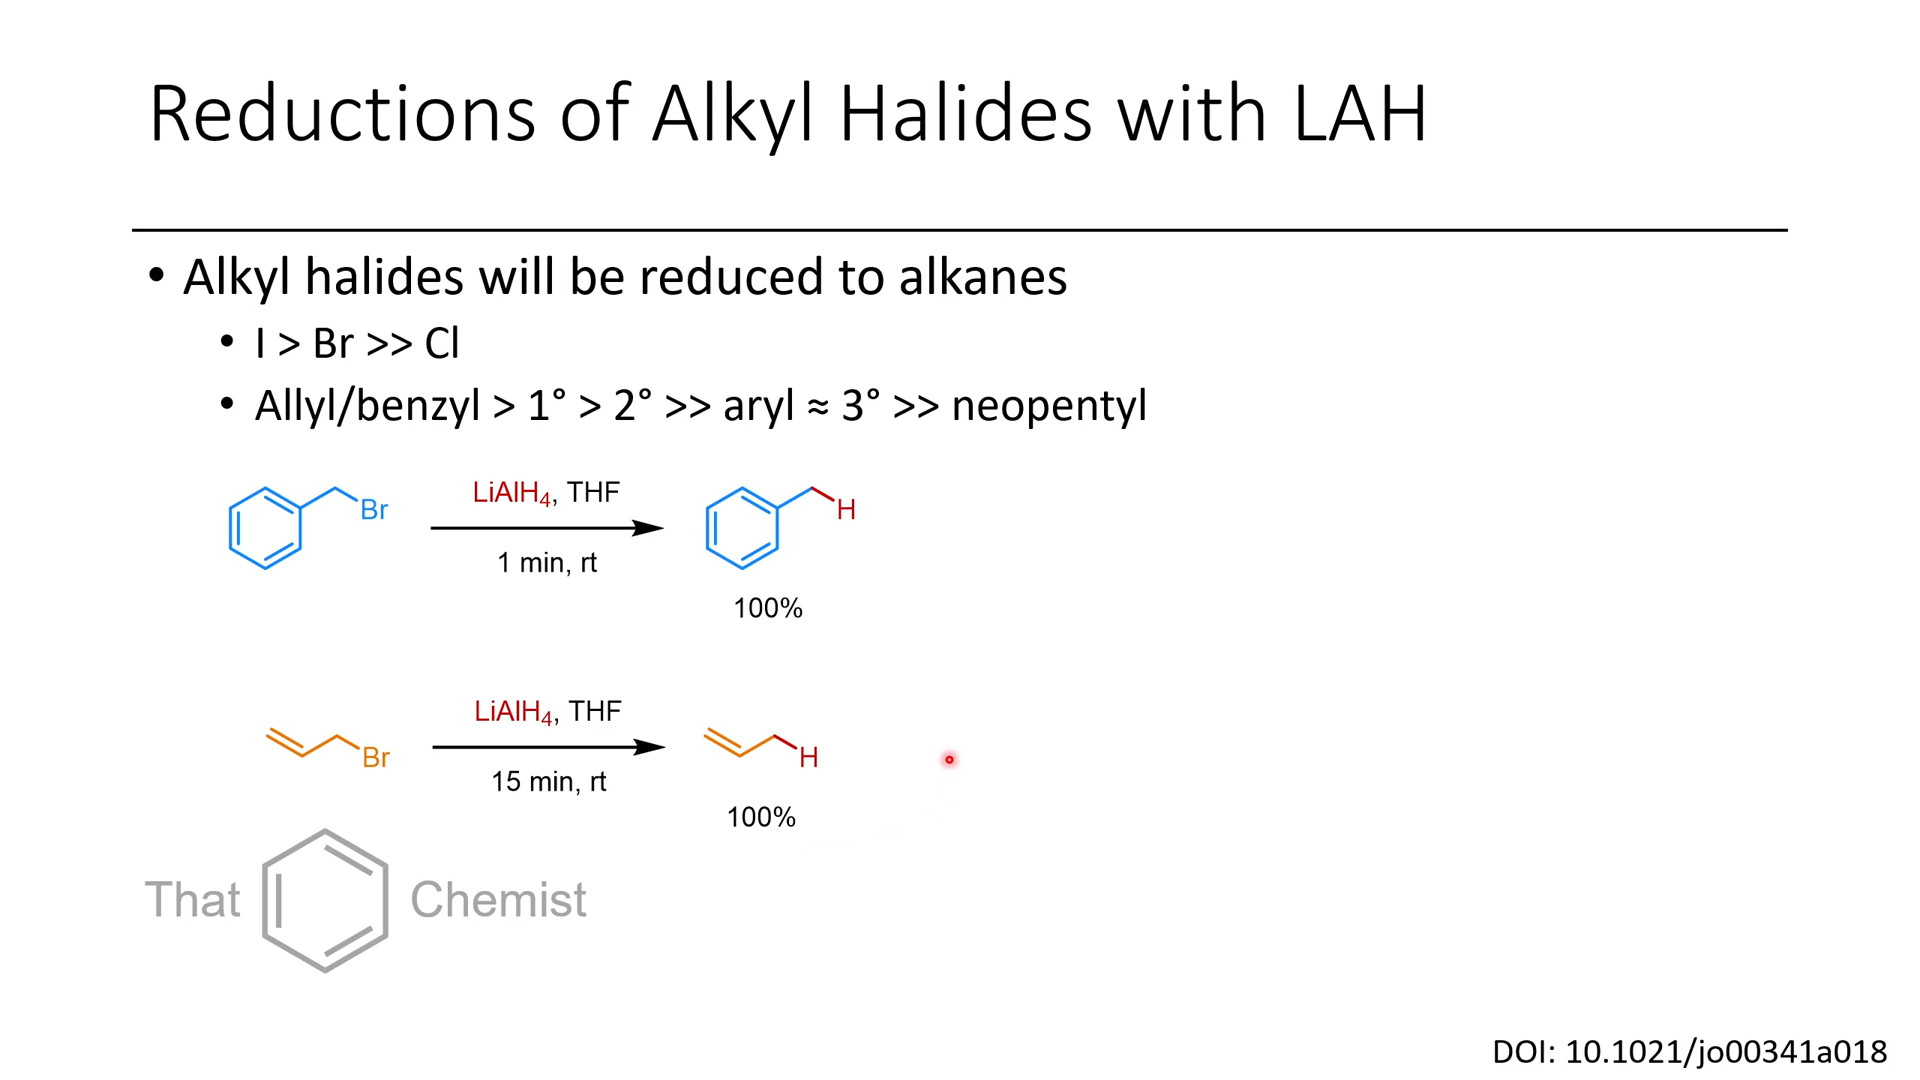 Reductions of Alkyl Halides with LAH
• Alkyl halides will be reduced to alkanes
• I > Br >> Cl
• Allyl/benzyl > 1° > 2° >> aryl ≈ 3° >> neopentyl
Br
LiAlH₄, THF
1 min, rt
H
100%
Br
LiAlH₄, THF
15 min, rt
H
100%
That Chemist
DOI: 10.1021/jo00341a018